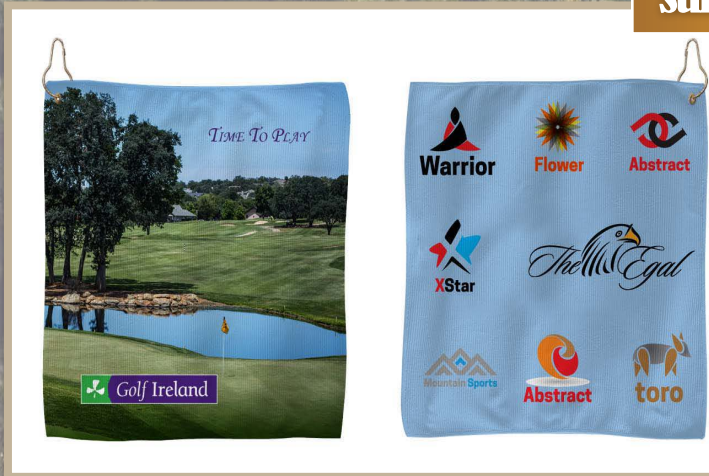 TIME TO PLAY
Golf Ireland
Warrior
Flower
Abstract
XStar
The Egal
Mountain Sports
Abstract
toro